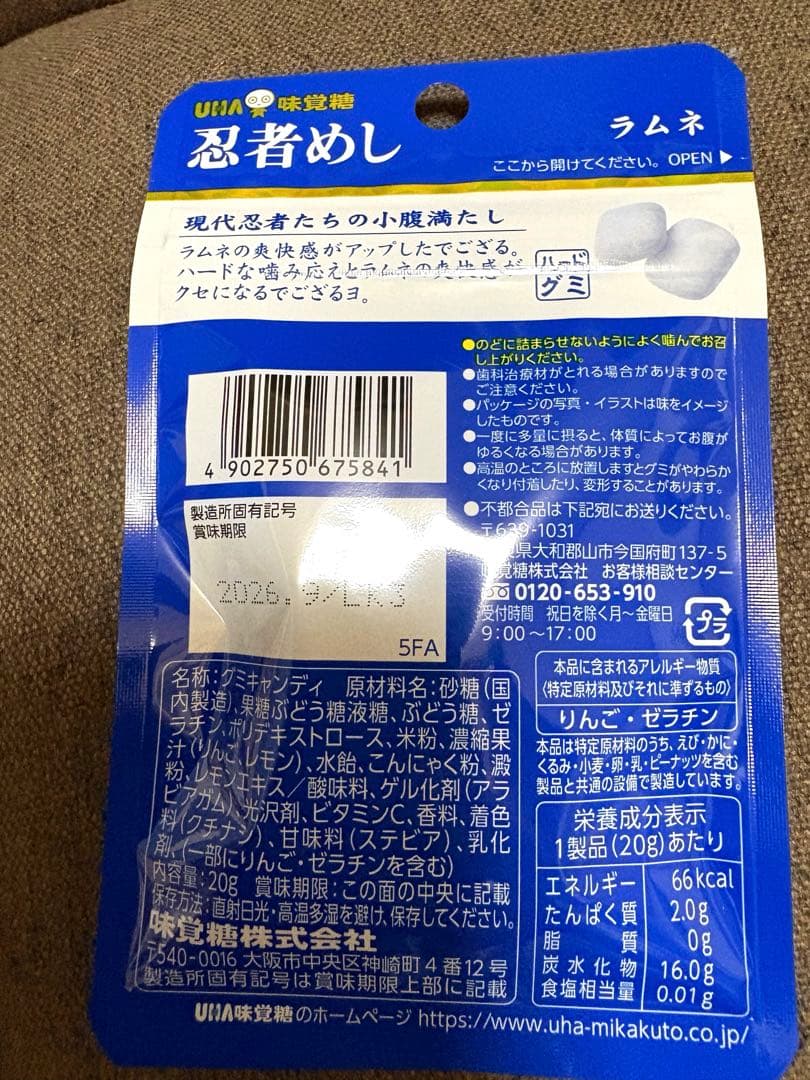 UHA味覚糖
忍者めし
ラムネ
ここから開けてください。OPEN▶
現代忍者たちの小腹満たし
ラムネの爽快感がアップしたでござる。
ハードな噛み応えとラムネの爽快感が
クセになるでござるヨ。
ハード
グミ
●のどに詰まらせないようによく噛んでお召
し上がりください。
●歯科治療材がとれる場合がありますので
ご注意ください。
●パッケージの写真・イラストは味をイメージ
したものです。
●一度に多量に摂ると、体質によってお腹が
ゆるくなる場合があります。
●高温のところに放置しますとグミがやわらか
くなり付着したり、変形することがあります。
●不都合品は下記宛にお送りください。
〒639-1031
県大和郡山市今国府町137-5
味覚糖株式会社 お客様相談センター
0120-653-910
受付時間 祝日を除く月～金曜日
9：00～17：00
プラ
4 902750 675841
製造所固有記号
賞味期限
2026. 9/LK3
5FA
名称：グミキャンディ 原材料名：砂糖（国
内製造）、果糖ぶどう糖液糖、ぶどう糖、ゼ
ラチン、ポリデキストロース、米粉、濃縮果
汁（りんご、レモン）、水飴、こんにゃく粉、澱
粉、レモンエキス／酸味料、ゲル化剤（アラ
ビアガム）、光沢剤、ビタミンC、香料、着色
料（クチナシ）、甘味料（ステビア）、乳化
剤、（一部にりんご・ゼラチンを含む）
内容量：20g 賞味期限：この面の中央に記載
保存方法：直射日光・高温多湿を避け、保存してください。
味覚糖株式会社
〒540-0016 大阪市中央区神崎町4番12号
製造所固有記号は賞味期限上部に記載
本品に含まれるアレルギー物質
（特定原材料及びそれに準ずるもの）
りんご・ゼラチン
本品は特定原材料のうち、えび・かに・
くるみ・小麦・卵・乳・ピーナッツを含む
製品と共通の設備で製造しています。
栄養成分表示
1製品（20g）あたり
エネルギー 66kcal
たんぱく質 2.0g
脂質 0g
炭水化物 16.0g
食塩相当量 0.01g
UHA味覚糖のホームページ https://www.uha-mikakuto.co.jp/